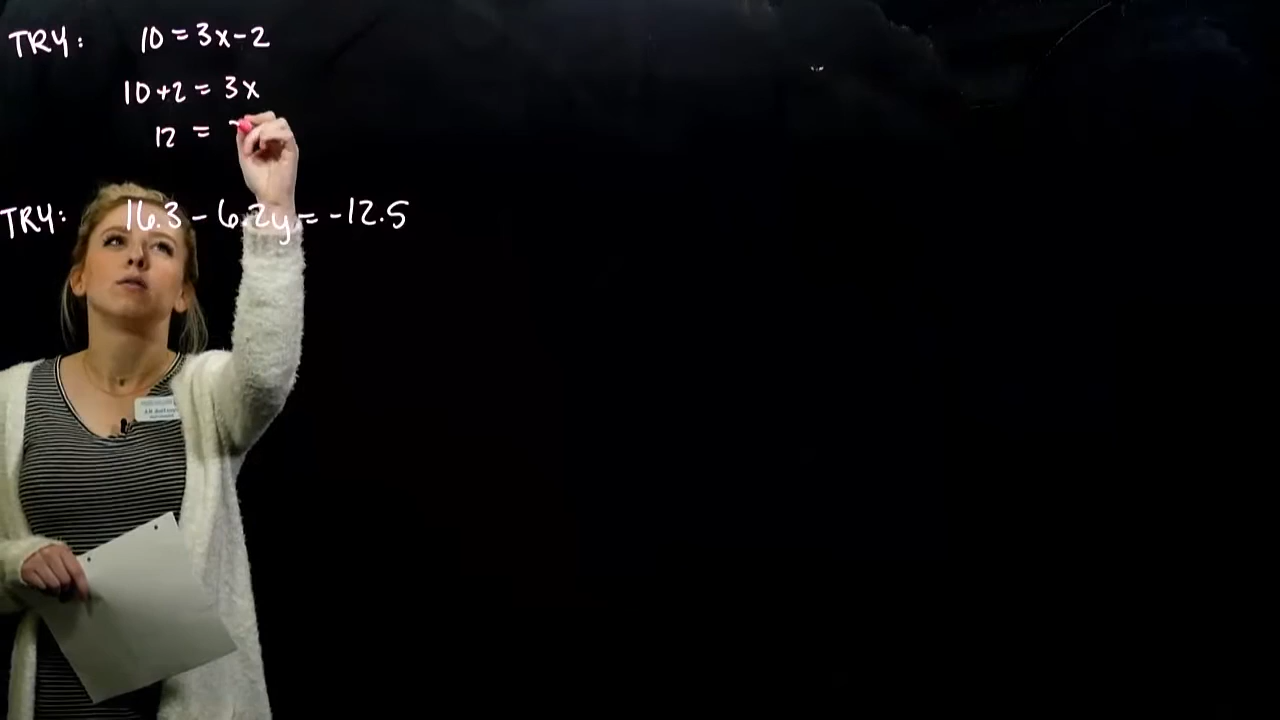 TRY: 10 = 3x - 2
10 + 2 = 3x
12 =
TRY: 16.3 - 6.2y = -12.5